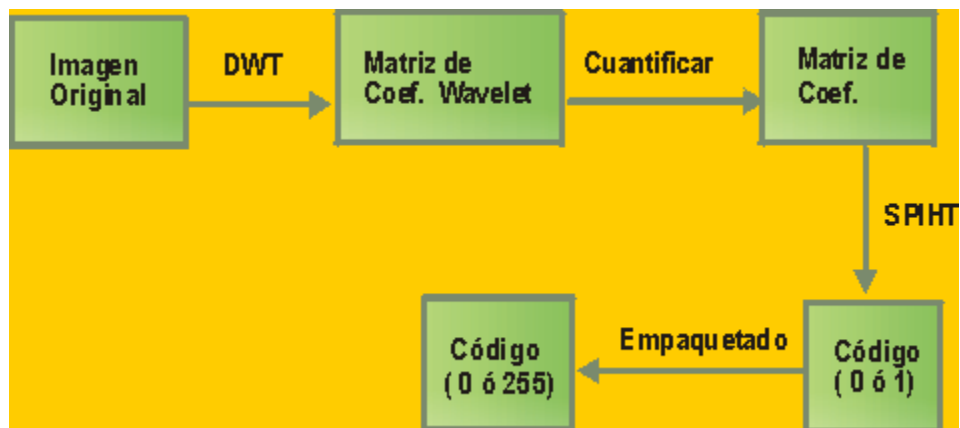 Imagen
Original
DWT
Matriz de
Coef. Wavelet
Cuantificar
Matriz de
Coef.
SPIHT
Código
( 0 ó 1)
Empaquetado
Código
( 0 ó 255)